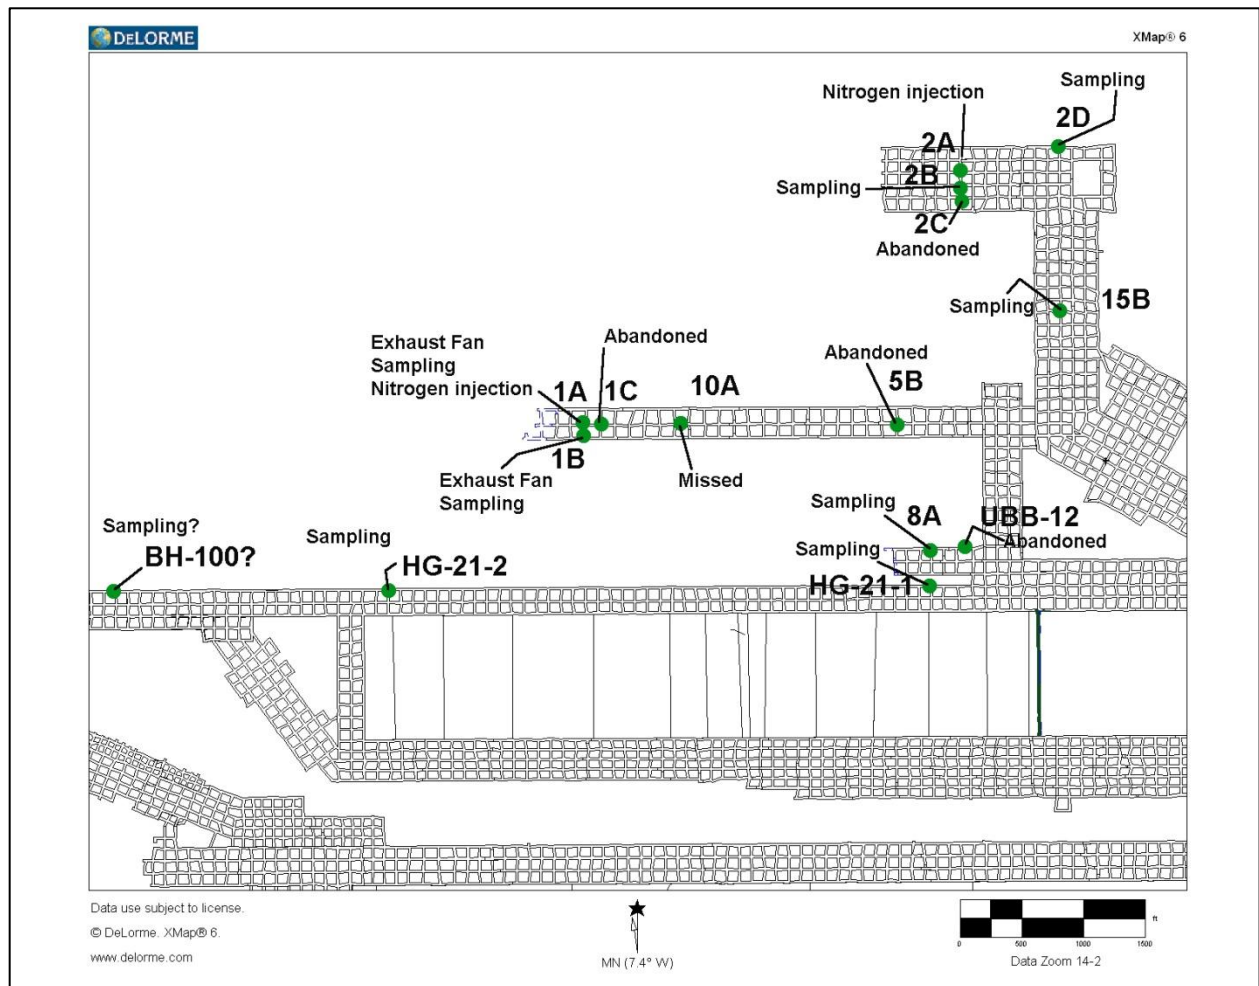 DELORME
XMap® 6
Sampling
Nitrogen injection
2D
2A
2B
Sampling
2C
Abandoned
Sampling
15B
Exhaust Fan
Sampling
Nitrogen injection
Abandoned
Abandoned
1A
1C
10A
5B
1B
Exhaust Fan
Sampling
Missed
Sampling
8A
UBB-12
Abandoned
Sampling?
BH-100?
Sampling
HG-21-2
Sampling
HG-21-1
Data use subject to license.
© DeLorme. XMap® 6.
www.delorme.com
MN (7.4° W)
ft
0 500 1000 1500
Data Zoom 14-2